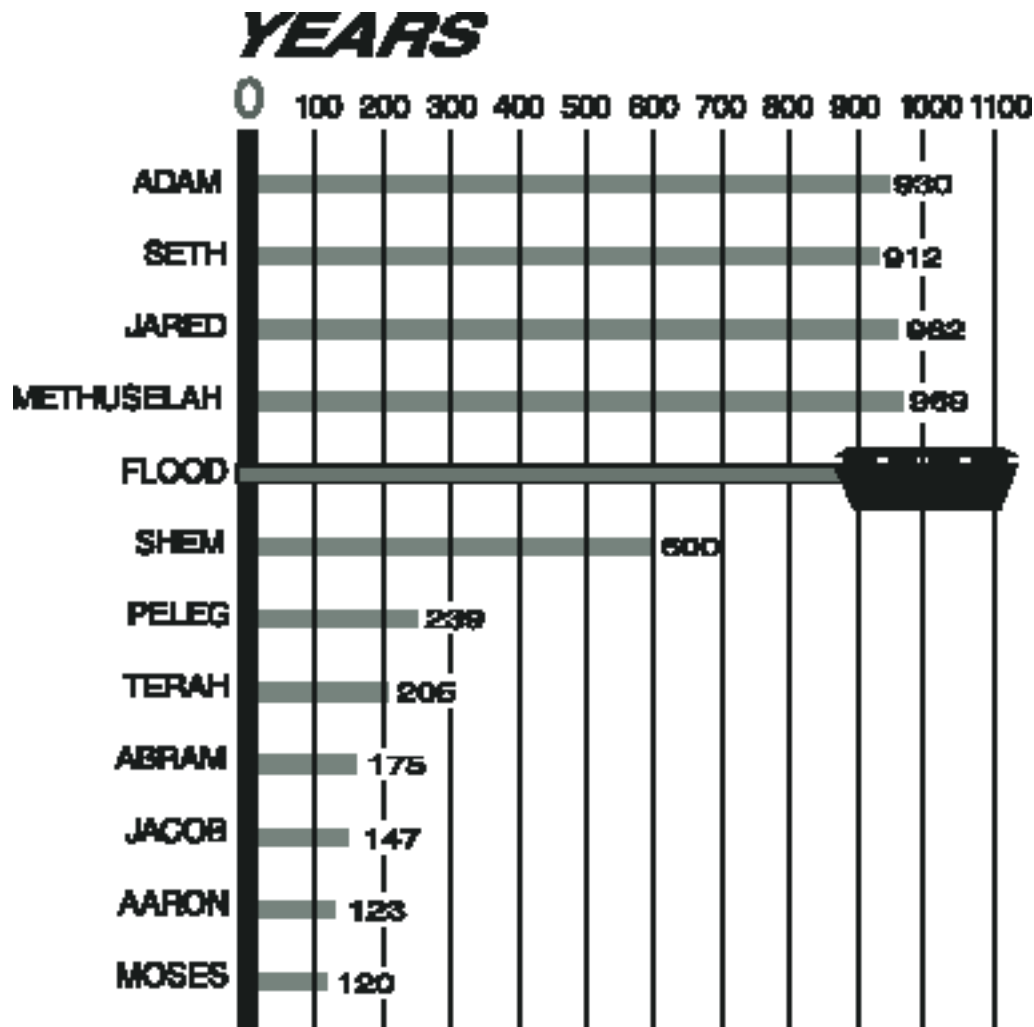 YEARS
0 100 200 300 400 500 600 700 800 900 1000 1100
ADAM 930
SETH 912
JARED 962
METHUSELAH 969
FLOOD
SHEM 600
PELEG 239
TERAH 205
ABRAM 175
JACOB 147
AARON 123
MOSES 120